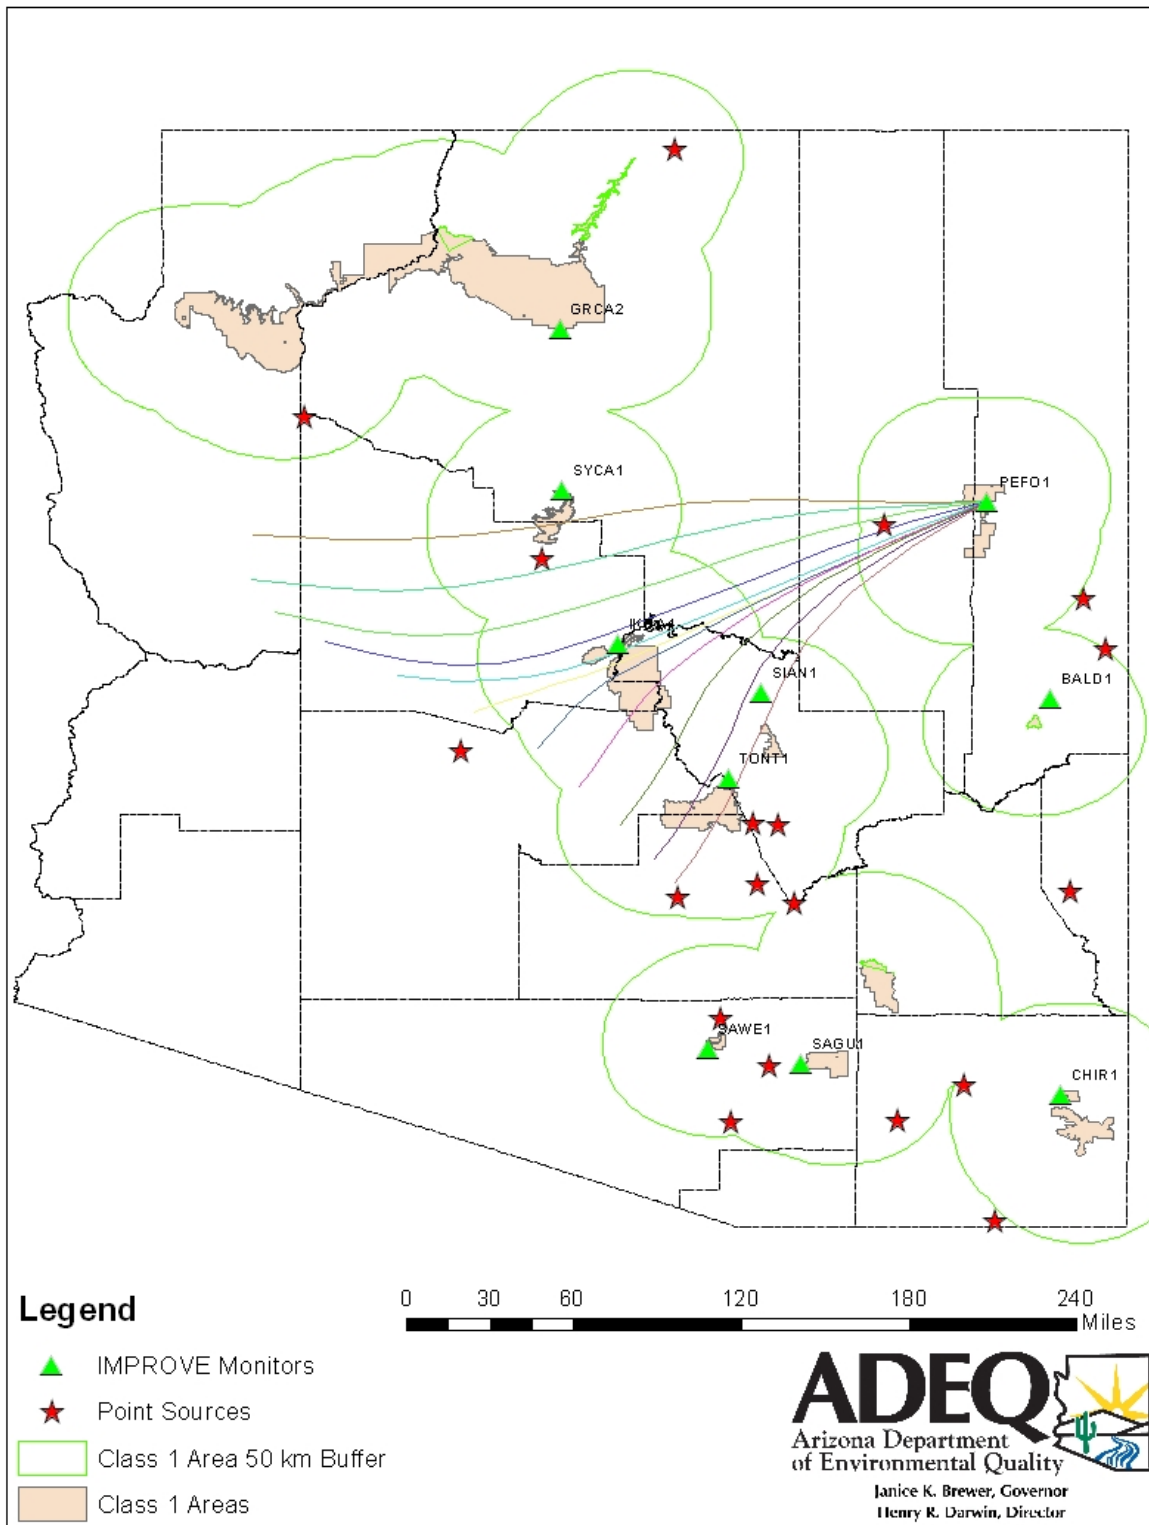 GRCA2
SYCA1
PEFO1
SIAN1
BALD1
TONT1
SAWE1
SAGU1
CHIR1
Legend
0 30 60 120 180 240
Miles
IMPROVE Monitors
Point Sources
Class 1 Area 50 km Buffer
Class 1 Areas
ADEQ
Arizona Department
of Environmental Quality
Janice K. Brewer, Governor
Henry R. Darwin, Director